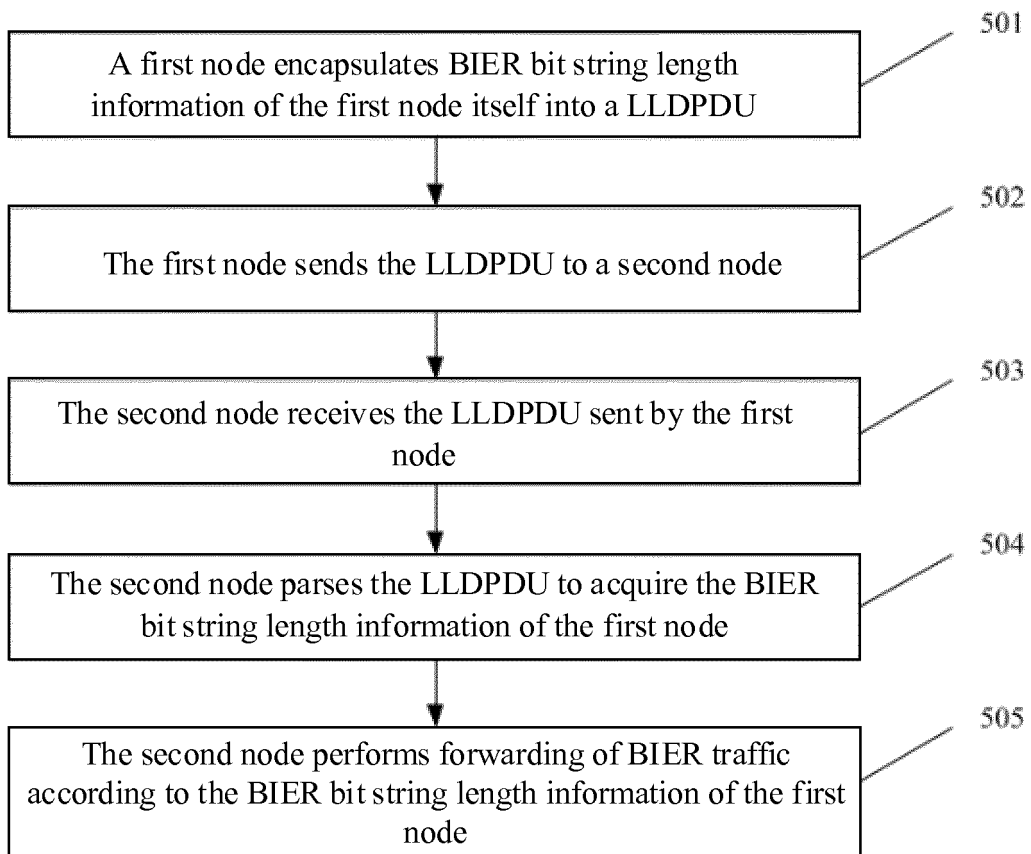 501
A first node encapsulates BIER bit string length
information of the first node itself into a LLDPDU
502
The first node sends the LLDPDU to a second node
503
The second node receives the LLDPDU sent by the first
node
504
The second node parses the LLDPDU to acquire the BIER
bit string length information of the first node
505
The second node performs forwarding of BIER traffic
according to the BIER bit string length information of the first
node